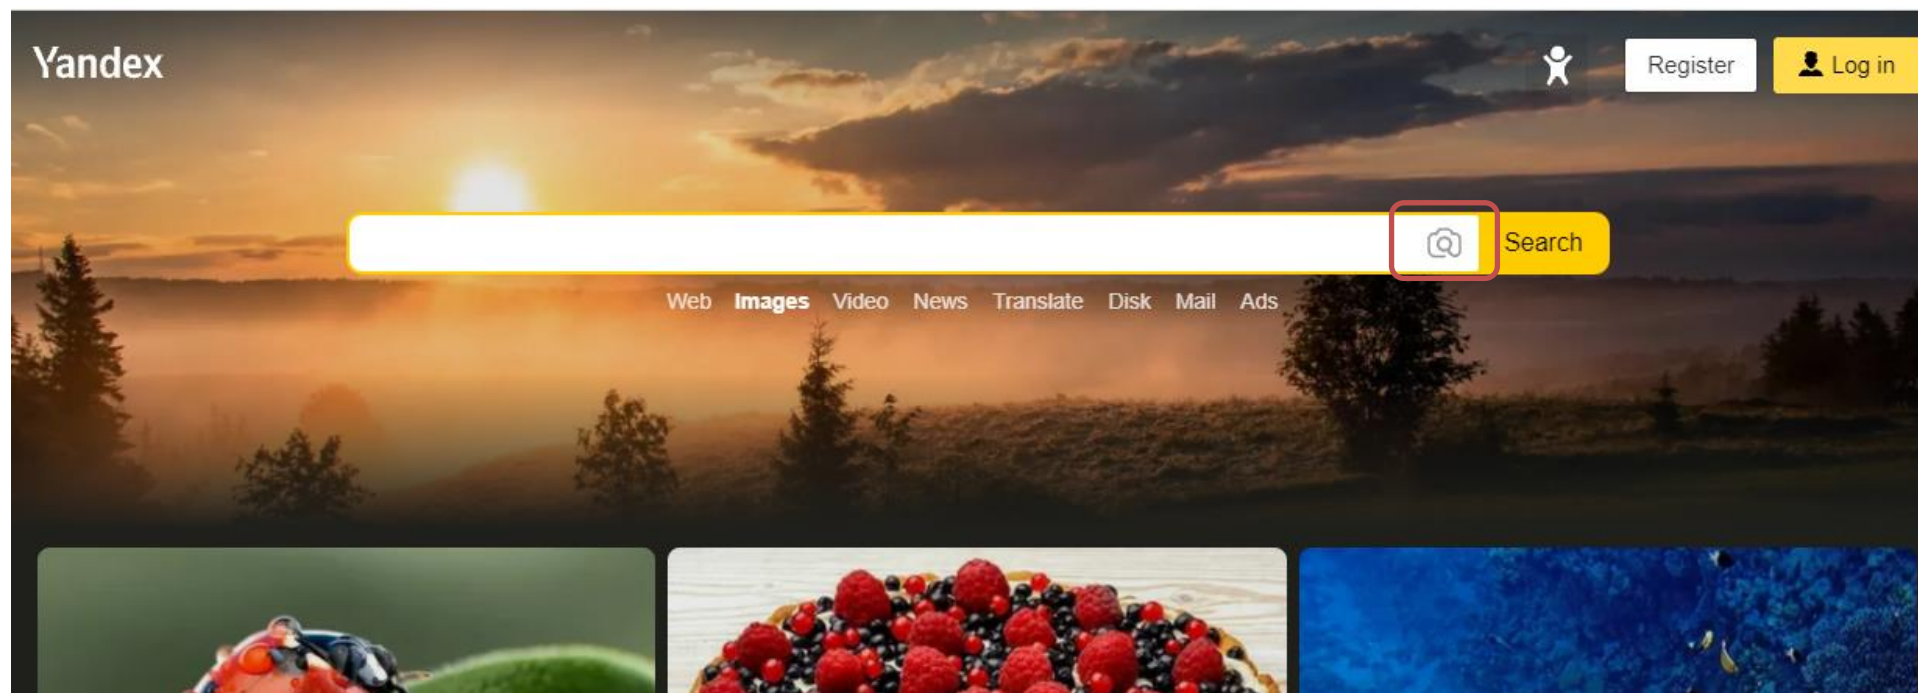 Yandex
Register
Log in
Search
Web Images Video News Translate Disk Mail Ads